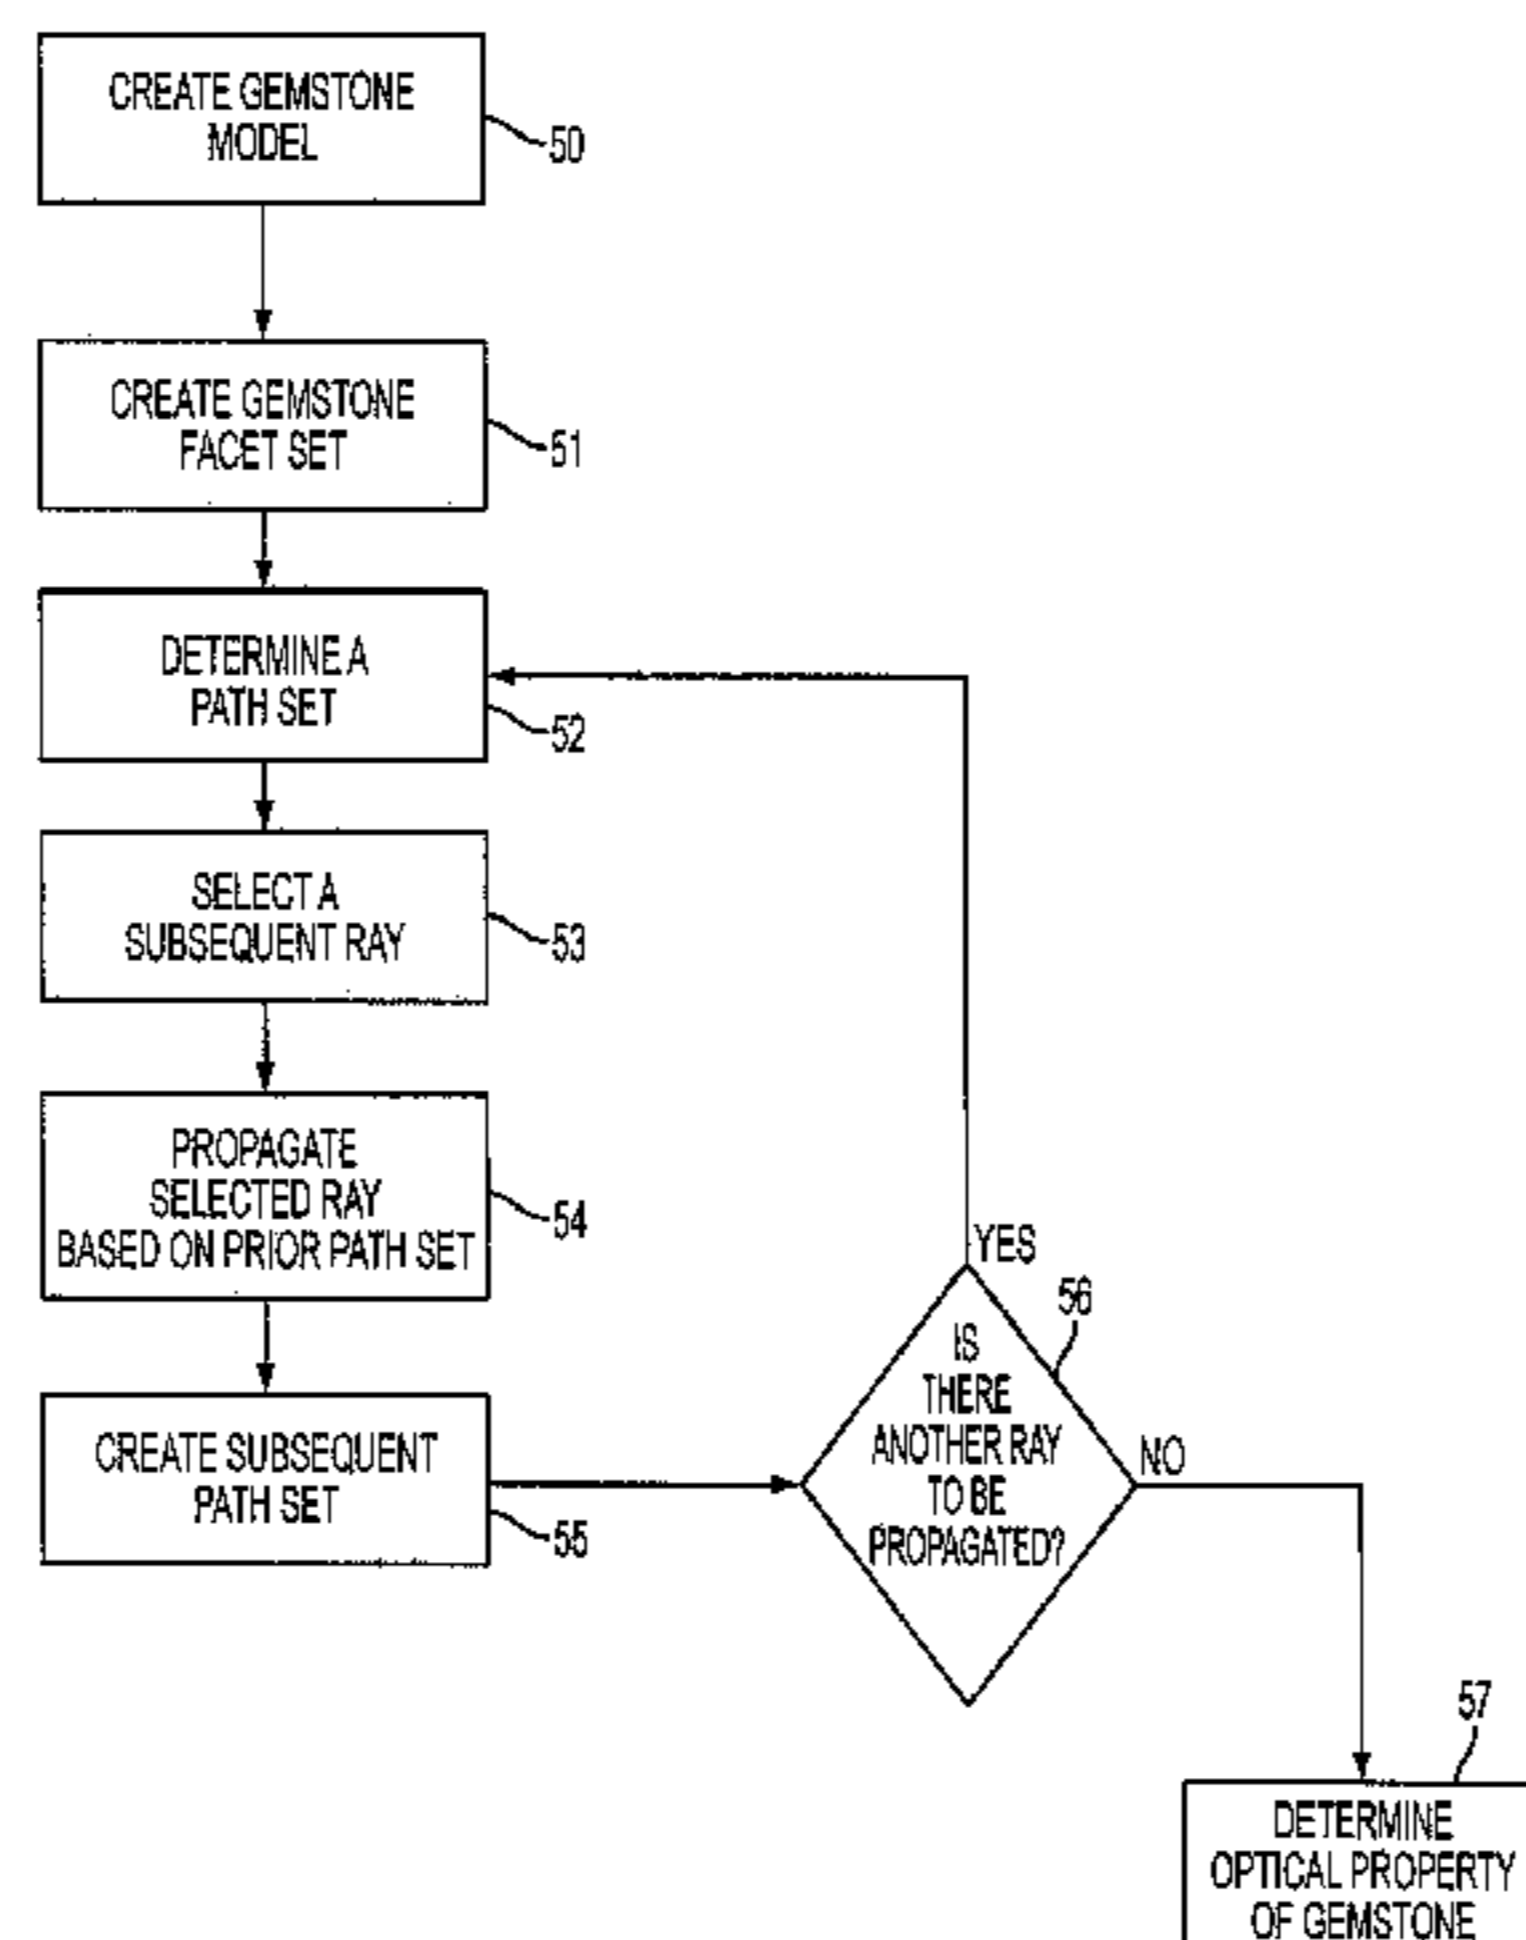 CREATE GEMSTONE
MODEL
50
CREATE GEMSTONE
FACET SET
51
DETERMINE A
PATH SET
52
SELECT A
SUBSEQUENT RAY
53
PROPAGATE
SELECTED RAY
BASED ON PRIOR PATH SET
54
CREATE SUBSEQUENT
PATH SET
55
YES
56
IS
THERE
ANOTHER RAY
TO BE
PROPAGATED?
NO
57
DETERMINE
OPTICAL PROPERTY
OF GEMSTONE